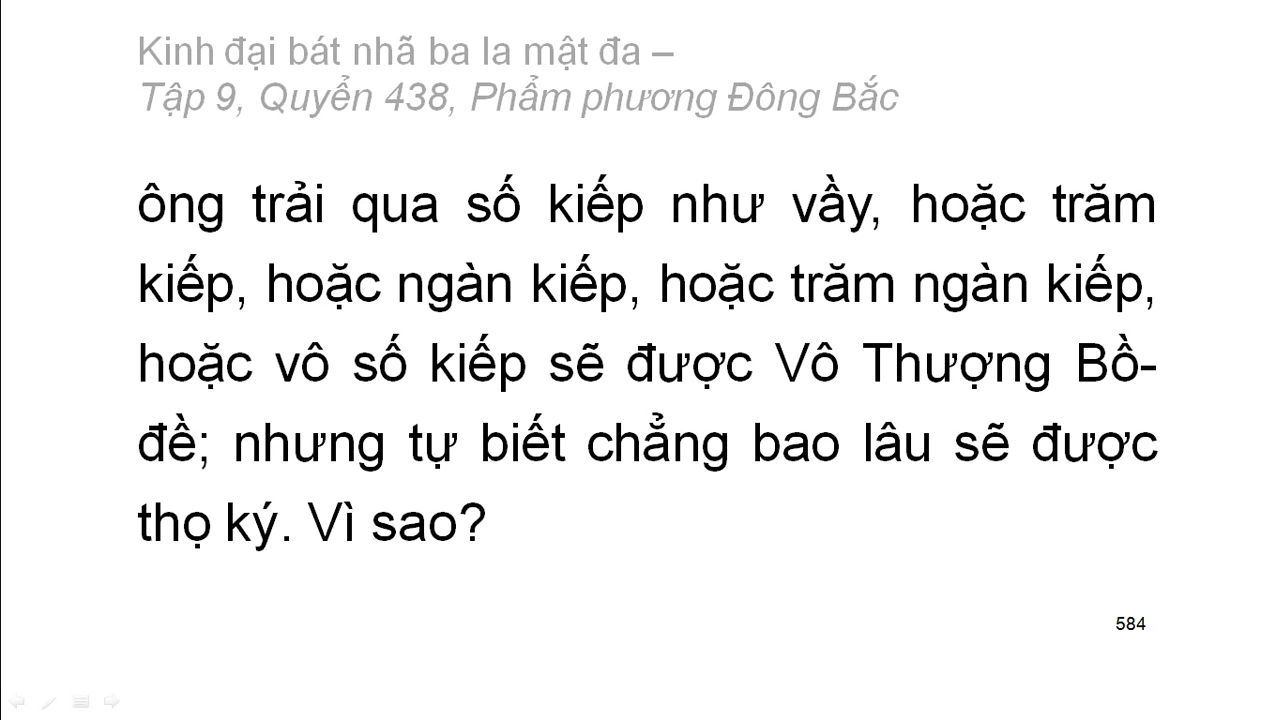 Kinh đại bát nhã ba la mật đa –
Tập 9, Quyển 438, Phẩm phương Đông Bắc
ông trải qua số kiếp như vầy, hoặc trăm
kiếp, hoặc ngàn kiếp, hoặc trăm ngàn kiếp,
hoặc vô số kiếp sẽ được Vô Thượng Bồ-
đề; nhưng tự biết chẳng bao lâu sẽ được
thọ ký. Vì sao?
584